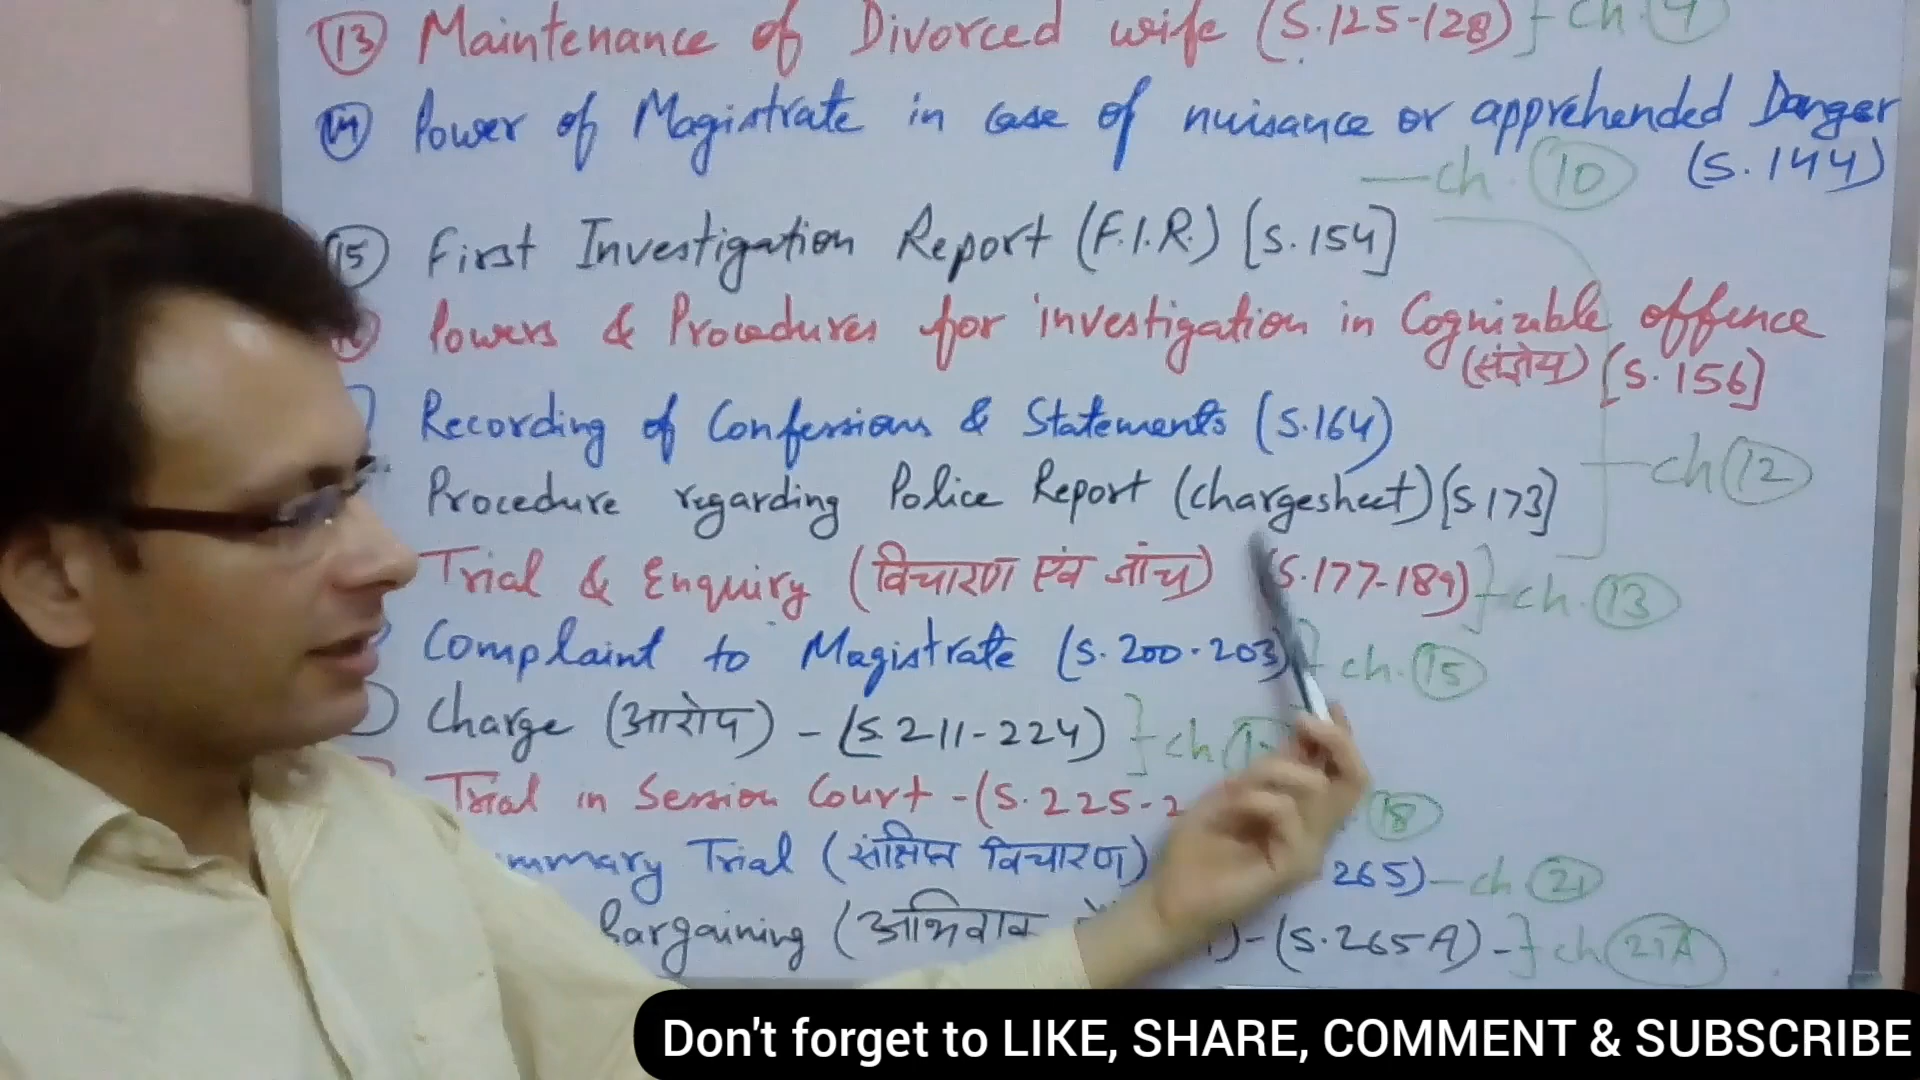 13 Maintenance of Divorced wife (S.125-128) } ch. 9
14 Power of Magistrate in case of nuisance or apprehended Danger
— ch. 10 (S.144)
15 First Investigation Report (F.I.R.) [S.154]
Powers & Procedures for investigation in Cognizable offence
(संज्ञेय) [S.156]
Recording of Confessions & Statements (S.164)
ch 12
Procedure regarding Police Report (chargesheet) [S.173]
Trial & Enquiry (विचारण एवं जांच) (S.177-189) } ch. 13
Complaint to Magistrate (S.200-203) } ch. 15
Charge (आरोप) - (S.211-224) } ch
Trial in Session Court - (S.225-2 18
mmary Trial (संक्षिप्त विचारण) 265) - ch 21
Bargaining (अभिवाक - (S.265A) - } ch 21A
Don't forget to LIKE, SHARE, COMMENT & SUBSCRIBE